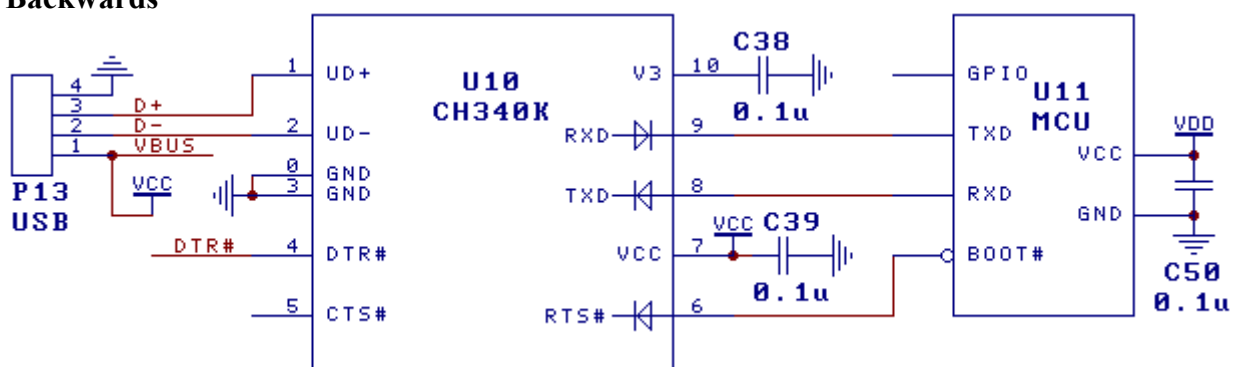 Backwards
4
3 D+
2 D-
1 VBUS
P13
USB
VCC
DTR#
1 UD+
2 UD-
0 GND
3 GND
4 DTR#
5 CTS#
U10
CH340K
V3 10
RXD 9
TXD 8
VCC 7
RTS# 6
C38
0.1u
VCC C39
0.1u
GPIO
U11
MCU
TXD
VCC
RXD
GND
BOOT#
VDD
C50
0.1u